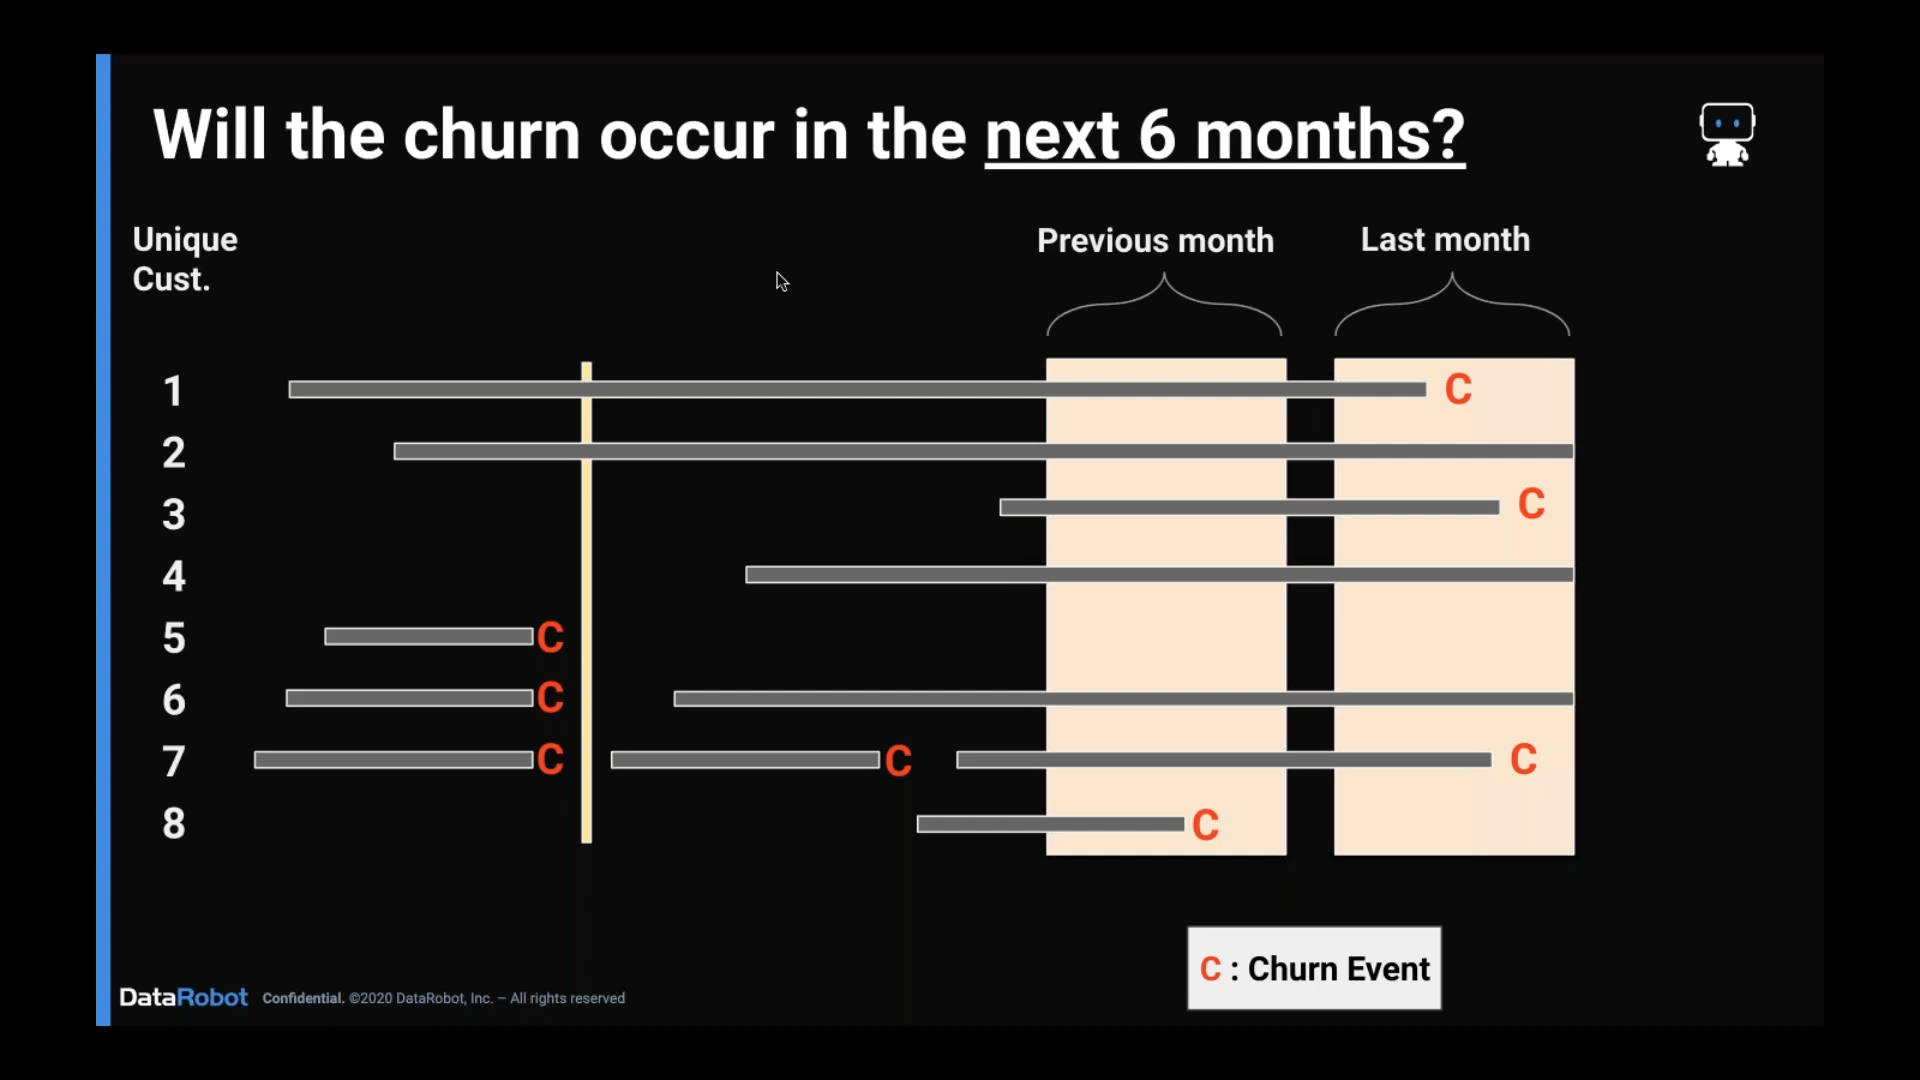 Will the churn occur in the next 6 months?
Unique
Cust.
Previous month
Last month
1
C
2
3
C
4
5
C
6
C
7
C
C
C
8
C
C : Churn Event
DataRobot Confidential. ©2020 DataRobot, Inc. – All rights reserved